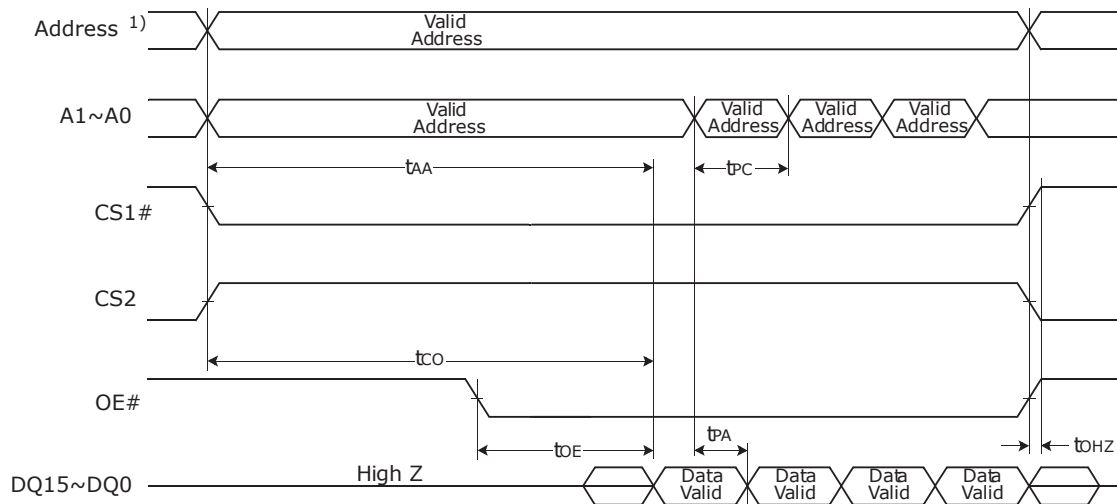 Address 1)
Valid
Address
A1~A0
Valid
Address
Valid
Address
Valid
Address
Valid
Address
tAA
tPC
CS1#
CS2
tCO
OE#
tOE
tPA
tOHZ
DQ15~DQ0
High Z
Data
Valid
Data
Valid
Data
Valid
Data
Valid